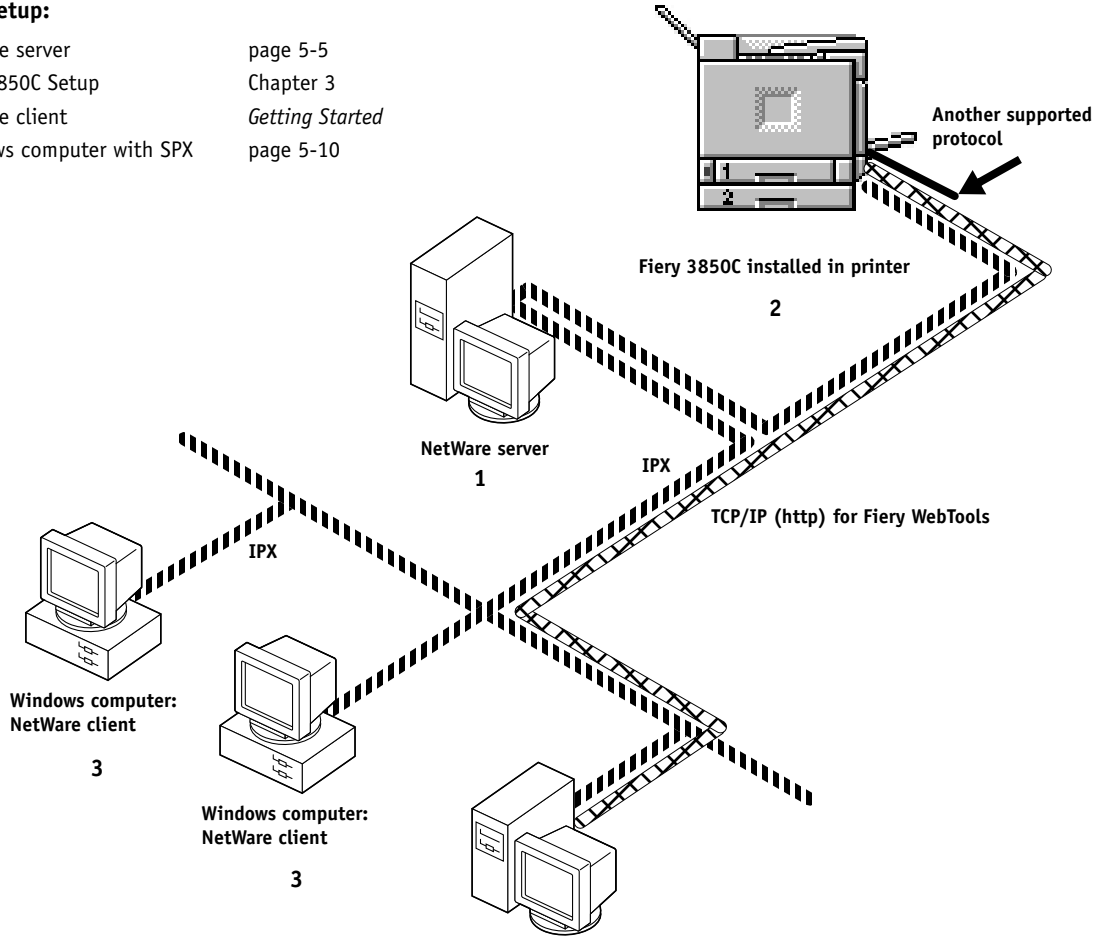 etup:
e server page 5-5
850C Setup Chapter 3
e client Getting Started
ws computer with SPX page 5-10
Another supported
protocol
1
2
Fiery 3850C installed in printer
2
NetWare server
1
IPX
TCP/IP (http) for Fiery WebTools
IPX
Windows computer:
NetWare client
3
Windows computer:
NetWare client
3